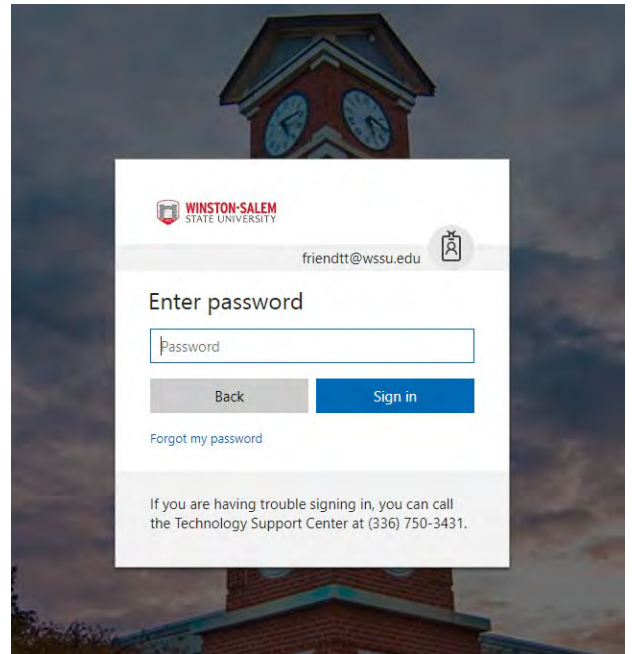 WINSTON-SALEM
STATE UNIVERSITY
friendtt@wssu.edu
Enter password
Password
Back
Sign in
Forgot my password
If you are having trouble signing in, you can call
the Technology Support Center at (336) 750-3431.